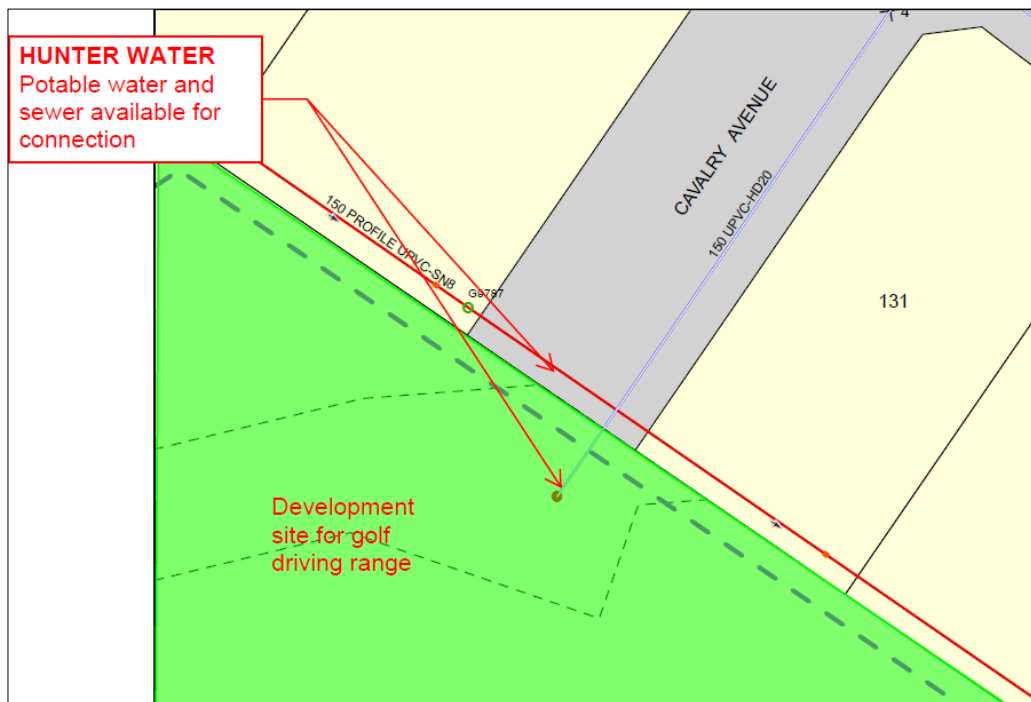 4
HUNTER WATER
Potable water and
sewer available for
connection
CAVALRY AVENUE
150 UPVC-HD20
150 PROFILE UPVC-SN8
G9787
131
Development
site for golf
driving range